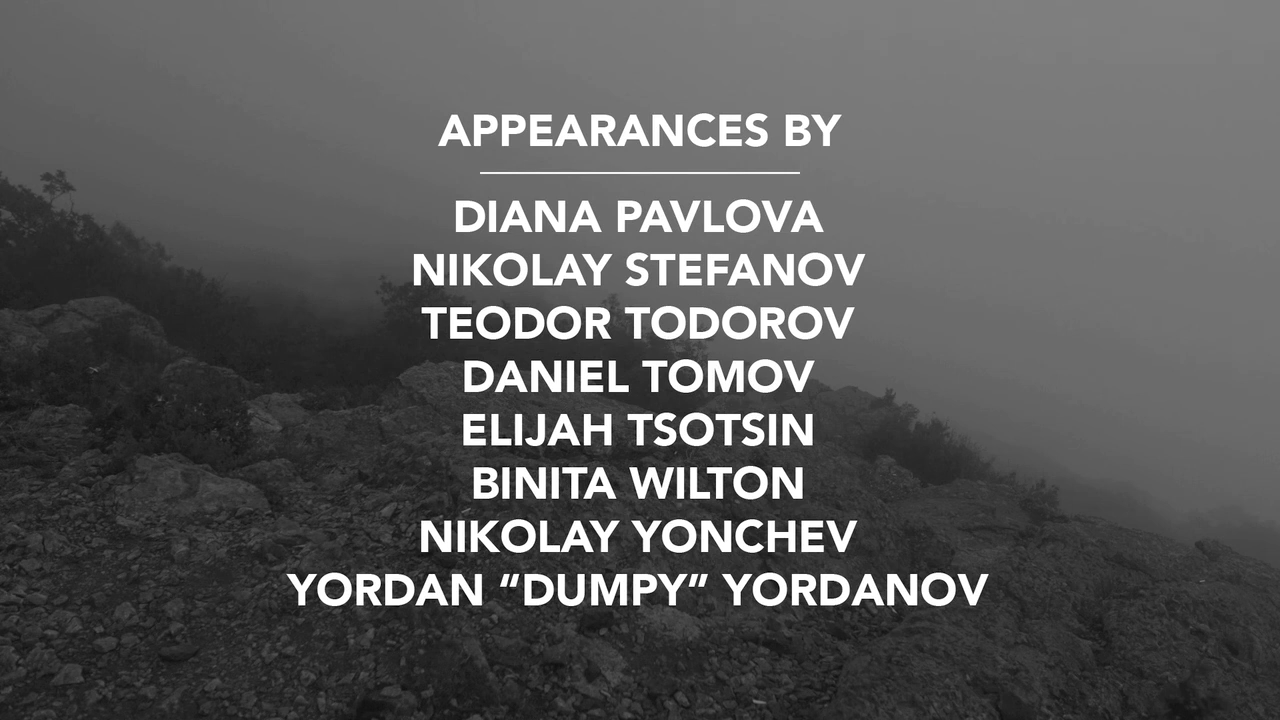 APPEARANCES BY
DIANA PAVLOVA
NIKOLAY STEFANOV
TEODOR TODOROV
DANIEL TOMOV
ELIJAH TSOTSIN
BINITA WILTON
NIKOLAY YONCHEV
YORDAN “DUMPY” YORDANOV